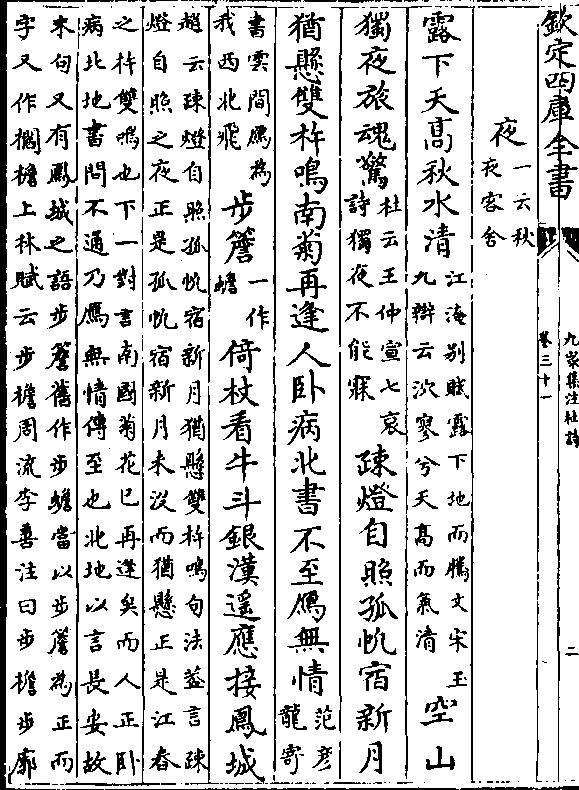 欽定四庫全書
九家集注杜詩
卷三十一
二
夜一云秋夜客舍
露下天高秋水清江淹別賦露下地而騰文宋玉九辯云泬寥兮天高而氣清空山
獨夜旅魂驚杜云王仲宣七哀詩獨夜不能寐疎燈自照孤帆宿新月
猶懸雙杵鳴南菊再逢人卧病北書不至鴈無情范彦龍寄
書雲間鴈為我西北飛步簷一作蟾倚杖看牛斗銀漢遥應接鳳城
趙云疎燈自照孤帆宿新月猶懸雙杵鳴句法蓋言疎
燈自照之夜正是孤帆宿新月未沒而猶懸正是江舂
之杵雙鳴也下一對言南國菊花已再逢矣而人正卧
病北地書問不通乃鴈無情傳至也北地以言長安故
末句又有鳳城之語步簷舊作步蟾當以步簷為正而
字又作櫩檐上林賦云步櫩周流李善注曰步櫩步廊